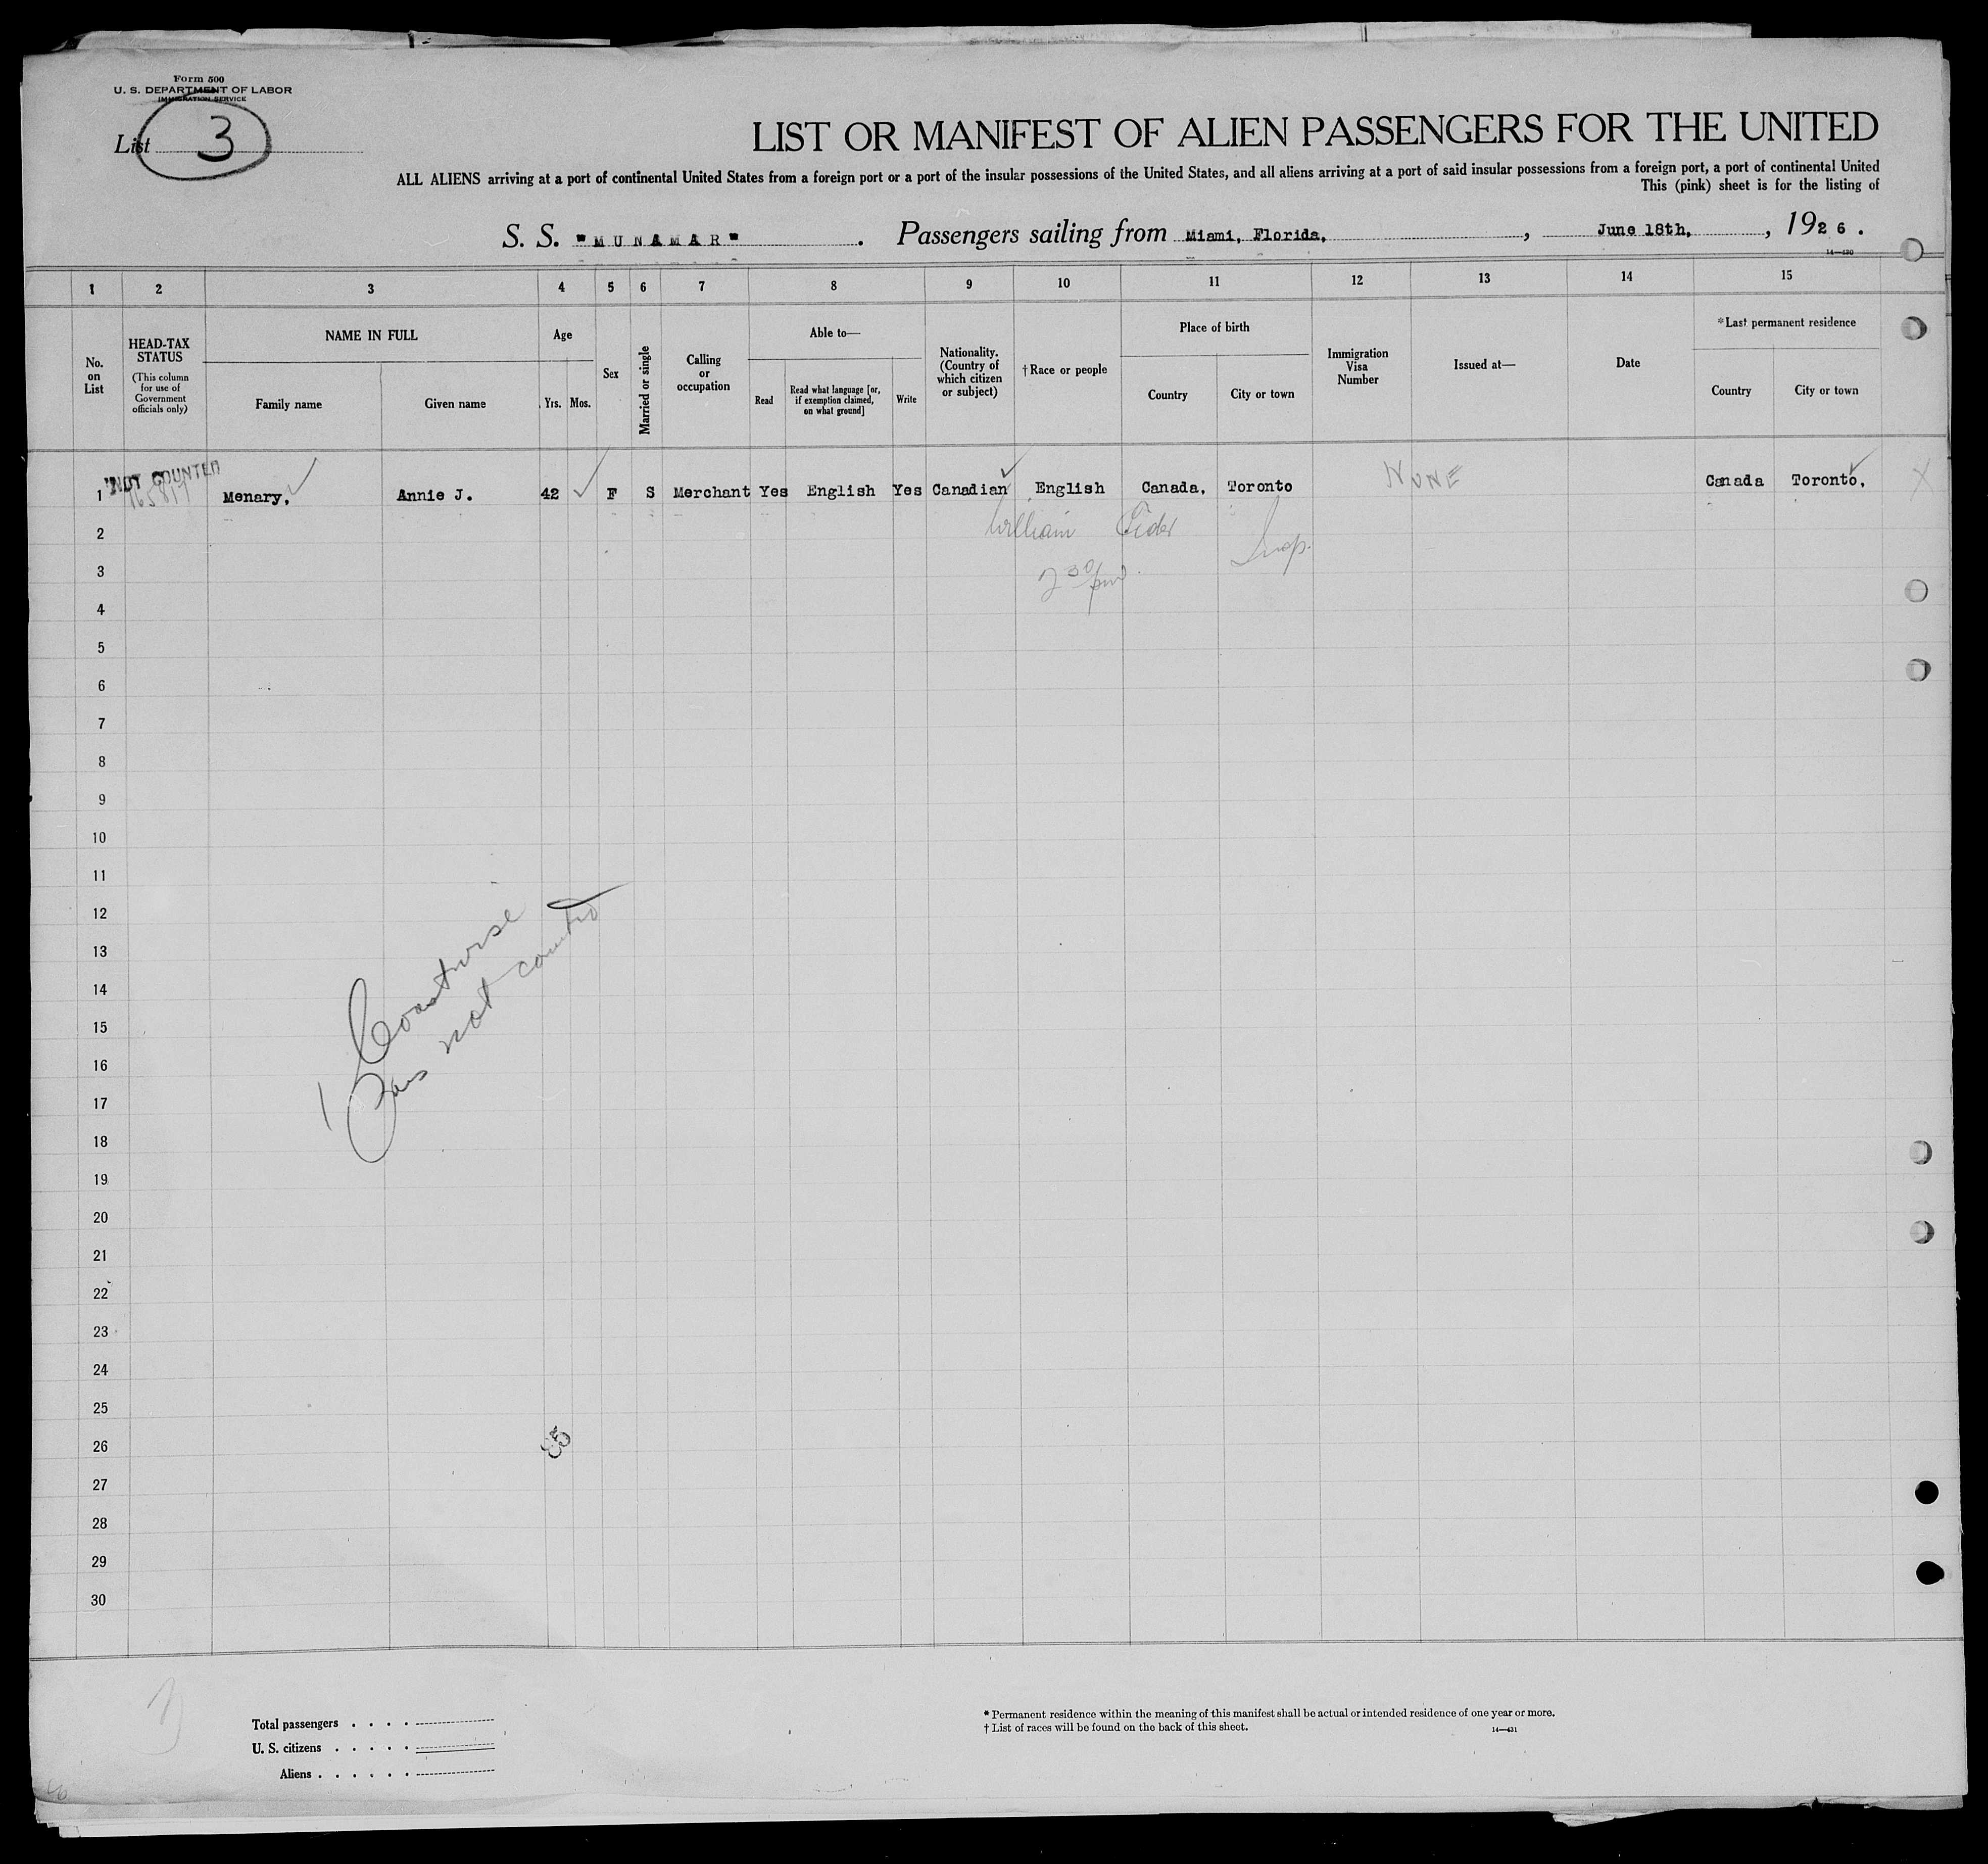 Form 500
U. S. DEPARTMENT OF LABOR
IMMIGRATION SERVICE
List 3
LIST OR MANIFEST OF ALIEN PASSENGERS FOR THE UNITED
ALL ALIENS arriving at a port of continental United States from a foreign port or a port of the insular possessions of the United States, and all aliens arriving at a port of said insular possessions from a foreign port, a port of continental United
This (pink) sheet is for the listing of
S. S. "MUNAMAR". Passengers sailing from Miami, Florida, , June 18th, , 1926.
14—430
1 2 3 4 5 6 7 8 9 10 11 12 13 14 15
No. on List
HEAD-TAX STATUS
(This column for use of Government officials only)
NAME IN FULL
Family name
Given name
Age
Yrs. Mos.
Sex
Married or single
Calling or occupation
Able to—
Read
Read what language [or, if exemption claimed, on what ground]
Write
Nationality. (Country of which citizen or subject)
†Race or people
Place of birth
Country
City or town
Immigration Visa Number
Issued at—
Date
*Last permanent residence
Country
City or town
NOT COUNTED
1 Menary, Annie J. 42 F S Merchant Yes English Yes Canadian English Canada, Toronto NONE Canada Toronto, X
2 William
Insp.
3 2 30 pm
4
5
6
7
8
9
10
11
12
13
14
15
16
17
18
19
20
21
22
23
24
25
26
27
28
29
30
Coastwise
1 Pas not counted
85
3
Total passengers . . . .
U. S. citizens . . . . .
Aliens . . . . . .
* Permanent residence within the meaning of this manifest shall be actual or intended residence of one year or more.
† List of races will be found on the back of this sheet.
14—431